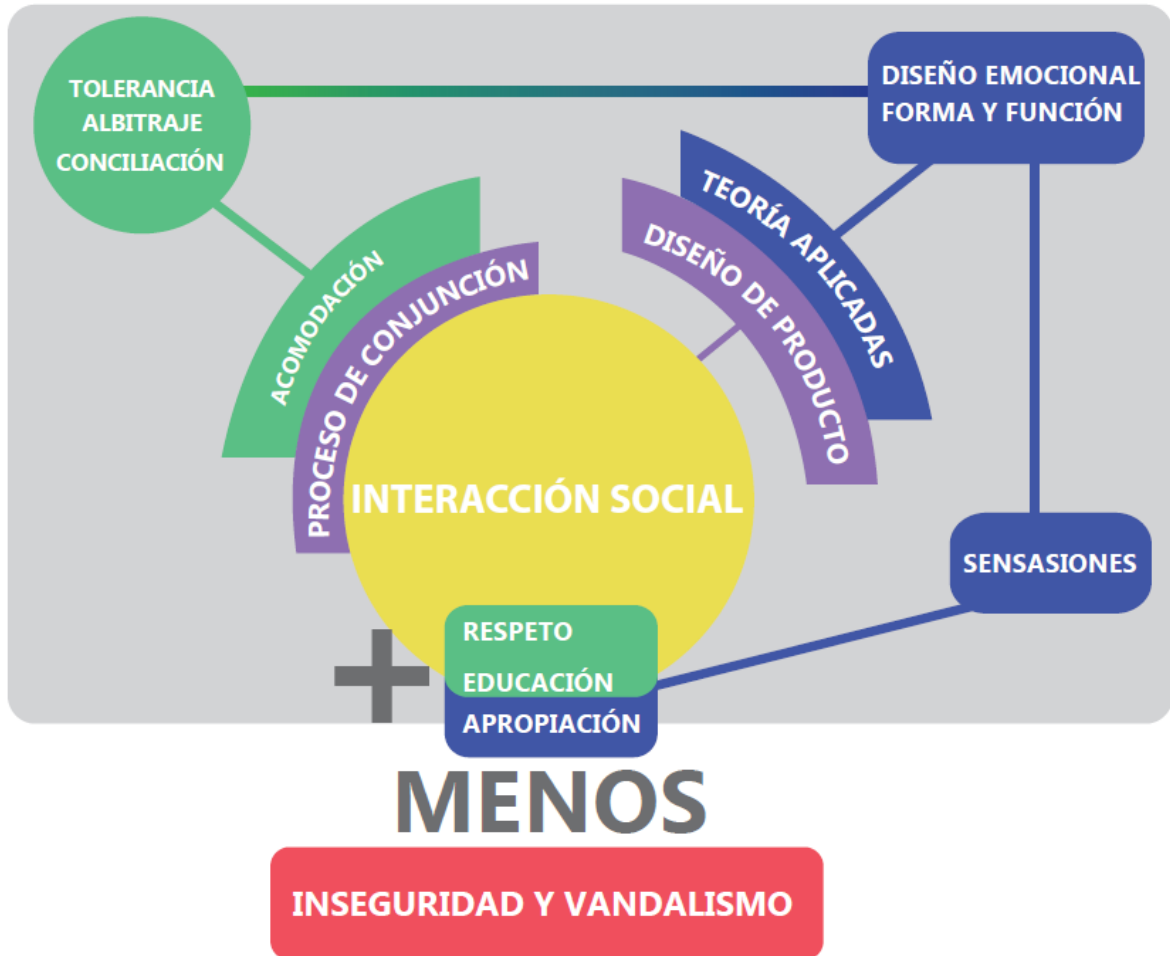 TOLERANCIA
ALBITRAJE
CONCILIACIÓN
DISEÑO EMOCIONAL
FORMA Y FUNCIÓN
ACOMODACIÓN
PROCESO DE CONJUNCIÓN
TEORÍA APLICADAS
DISEÑO DE PRODUCTO
INTERACCIÓN SOCIAL
SENSASIONES
+
RESPETO
EDUCACIÓN
APROPIACIÓN
MENOS
INSEGURIDAD Y VANDALISMO